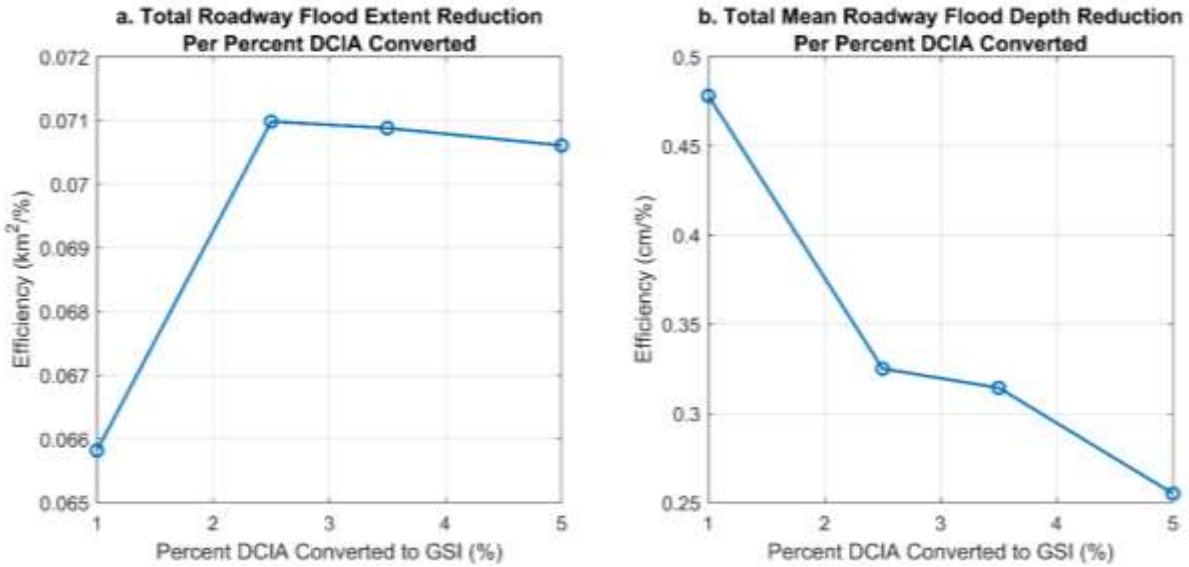 a. Total Roadway Flood Extent Reduction
Per Percent DCIA Converted
0.072
0.071
0.07
0.069
0.068
0.067
0.066
0.065
Efficiency (km²/%)
1 2 3 4 5
Percent DCIA Converted to GSI (%)
b. Total Mean Roadway Flood Depth Reduction
Per Percent DCIA Converted
0.5
0.45
0.4
0.35
0.3
0.25
Efficiency (cm/%)
1 2 3 4 5
Percent DCIA Converted to GSI (%)